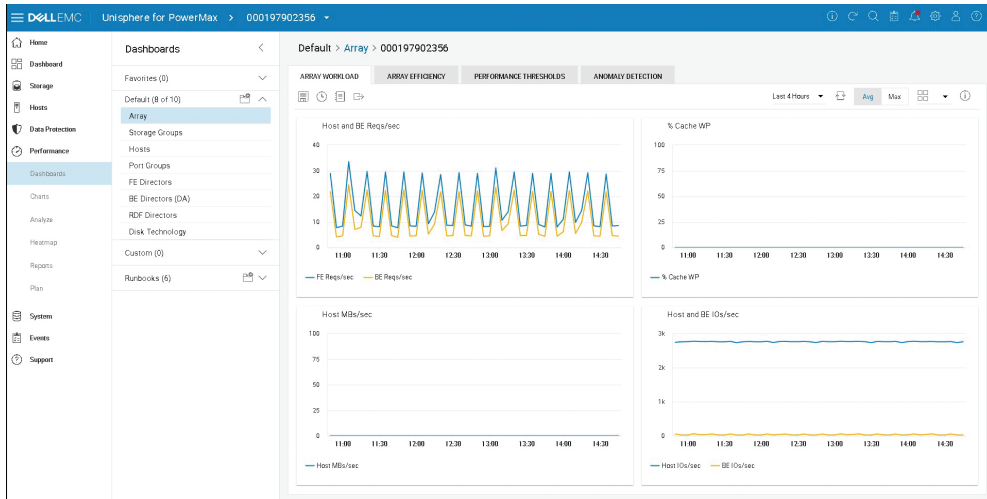 DELLEMC Unisphere for PowerMax > 000197902356
Home
Dashboard
Storage
Hosts
Data Protection
Performance
Dashboards
Charts
Analyze
Heatmap
Reports
Plan
System
Events
Support
Dashboards
Favorites (0)
Default (8 of 10)
Array
Storage Groups
Hosts
Port Groups
FE Directors
BE Directors (DA)
RDF Directors
Disk Technology
Custom (0)
Runbooks (6)
Default > Array > 000197902356
ARRAY WORKLOAD ARRAY EFFICIENCY PERFORMANCE THRESHOLDS ANOMALY DETECTION
Last 4 Hours Avg Max
Host and BE Reqs/sec
40
30
20
10
0
11:00 11:30 12:00 12:30 13:00 13:30 14:00 14:30
FE Reqs/sec BE Reqs/sec
% Cache WP
100
75
50
25
0
11:00 11:30 12:00 12:30 13:00 13:30 14:00 14:30
% Cache WP
Host MBs/sec
100
75
50
25
0
11:00 11:30 12:00 12:30 13:00 13:30 14:00 14:30
Host MBs/sec
Host and BE IOs/sec
3k
2k
1k
0
11:00 11:30 12:00 12:30 13:00 13:30 14:00 14:30
Host IOs/sec BE IOs/sec